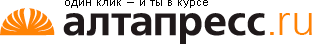 один клик – и ты в курсе
алтапресс.ru